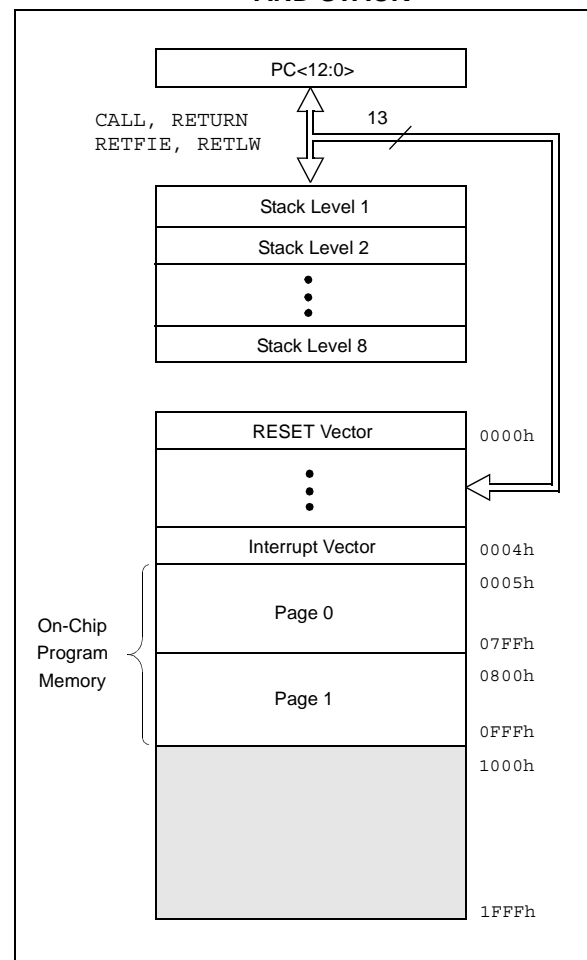 AND STACK
PC<12:0>
CALL, RETURN
RETFIE, RETLW
13
Stack Level 1
Stack Level 2
Stack Level 8
RESET Vector
0000h
Interrupt Vector
0004h
0005h
On-Chip
Program
Memory
Page 0
07FFh
0800h
Page 1
0FFFh
1000h
1FFFh